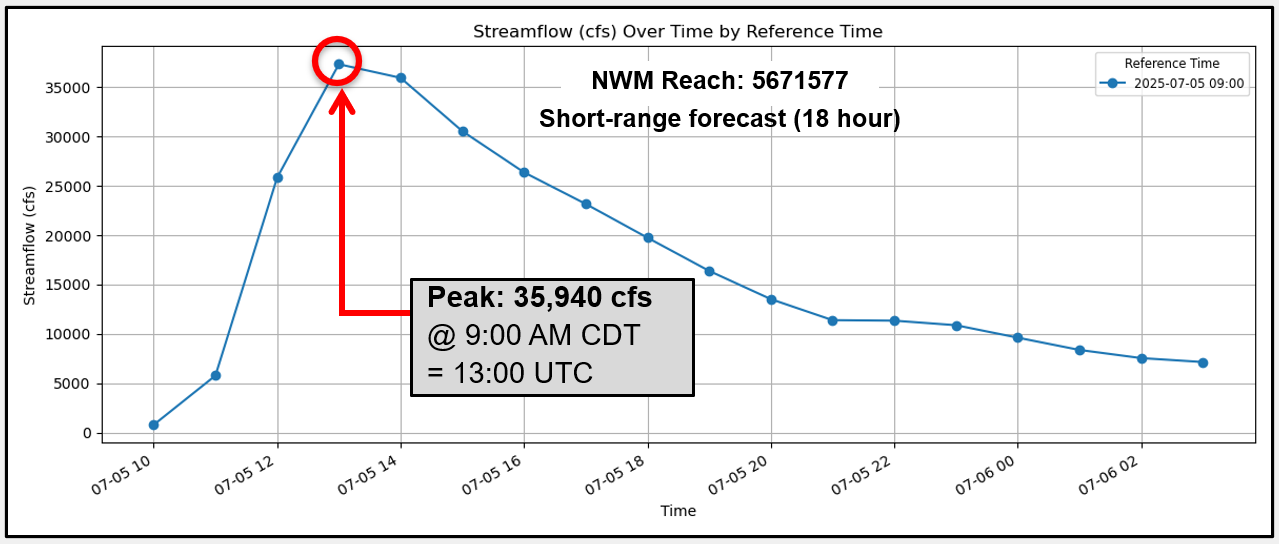 Streamflow (cfs) Over Time by Reference Time
NWM Reach: 5671577
Short-range forecast (18 hour)
Reference Time
2025-07-05 09:00
Streamflow (cfs)
35000
30000
25000
20000
15000
10000
5000
0
Peak: 35,940 cfs
@ 9:00 AM CDT
= 13:00 UTC
07-05 10
07-05 12
07-05 14
07-05 16
07-05 18
07-05 20
07-05 22
07-06 00
07-06 02
Time